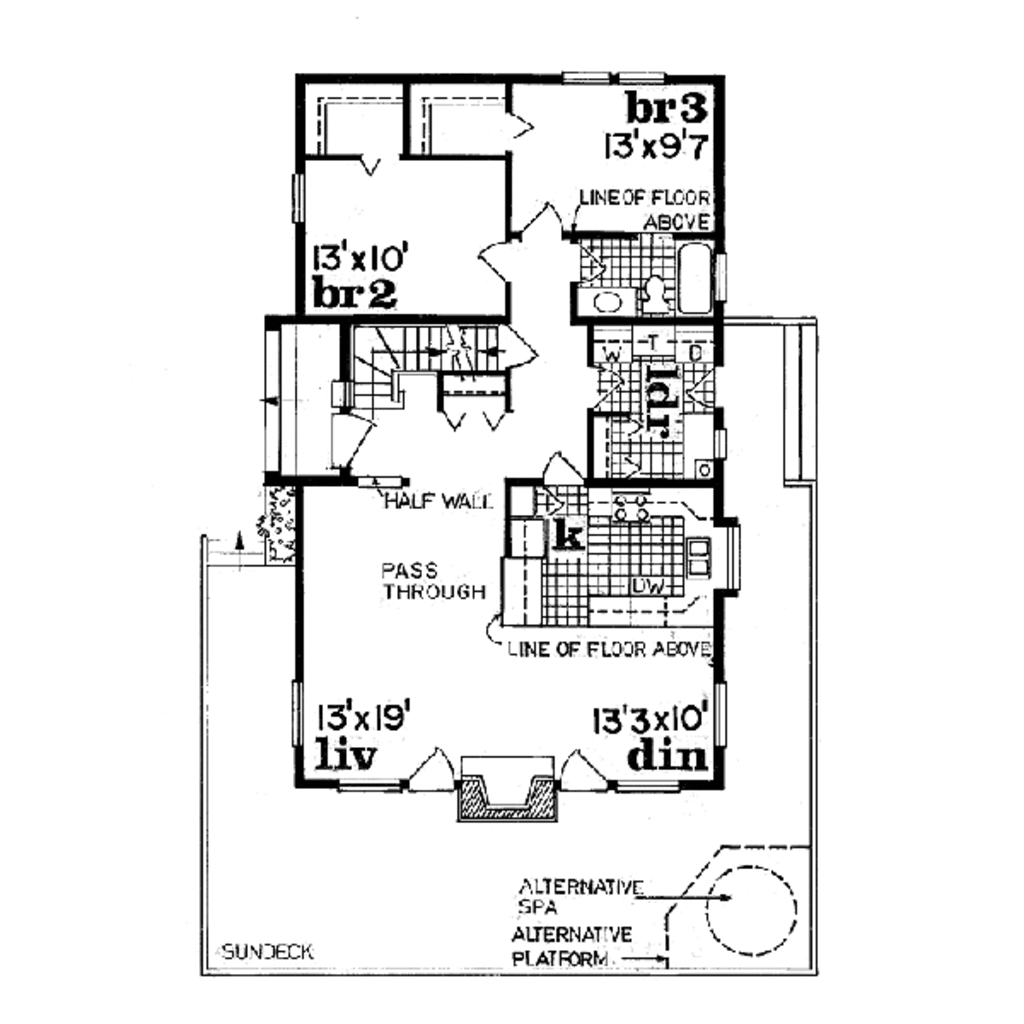 br3
13'x9'7
LINE OF FLOOR
ABOVE
13'x10'
br2
W
T
D
ldr
HALF WALL
k
PASS
THROUGH
DW
LINE OF FLOOR ABOVE
13'x19'
liv
13'3x10'
din
ALTERNATIVE
SPA
ALTERNATIVE
PLATFORM
SUNDECK